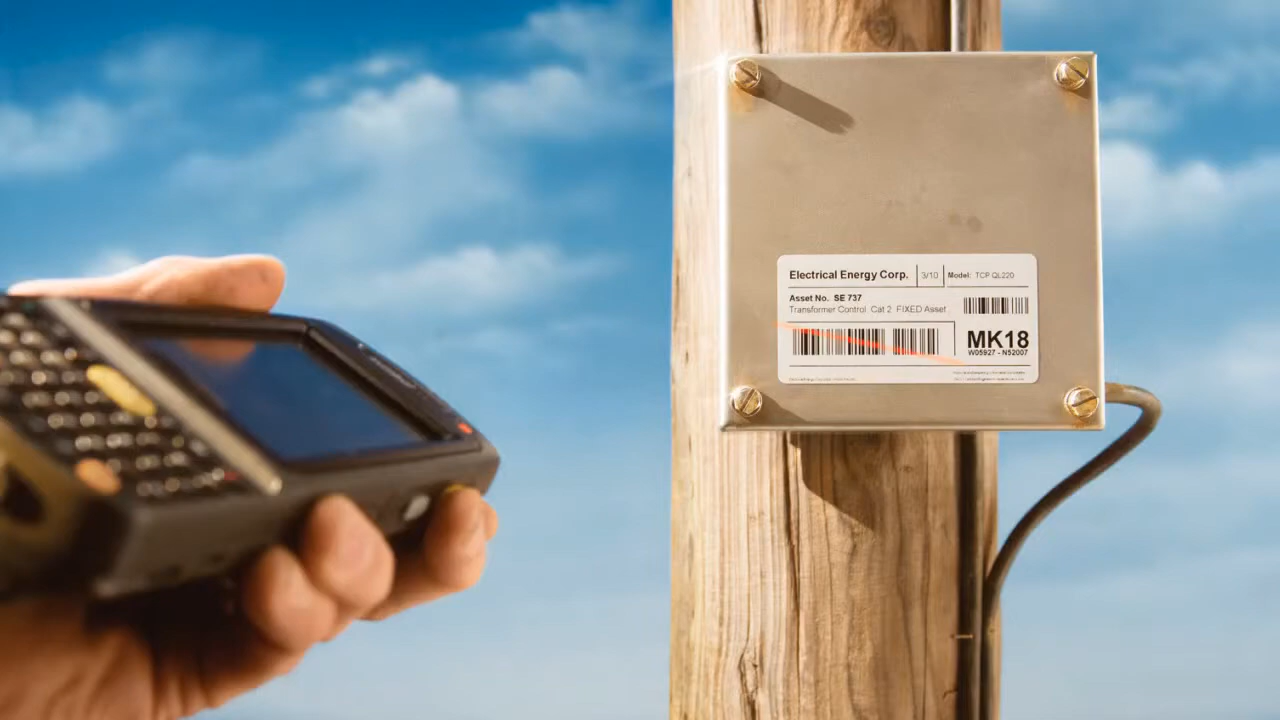 Electrical Energy Corp. 3/10 Model: TCP QL220
Asset No. SE 737
Transformer Control Cat 2 FIXED Asset
MK18
W05927 - N52007